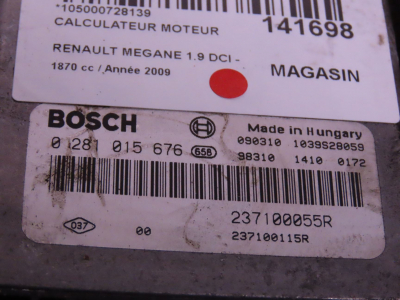 *105000728139
CALCULATEUR MOTEUR
141698
RENAULT MEGANE 1.9 DCI -
1870 cc / Année 2009
MAGASIN
BOSCH
Made in Hungary
0 281 015 676 658
090310 1039S28059
98310 1410 0172
037
00
237100055R
237100115R